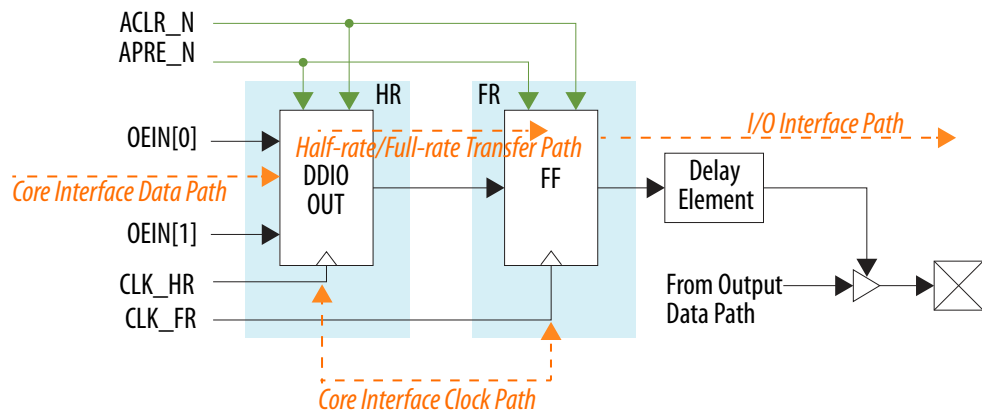 ACLR_N
APRE_N
HR
FR
OEIN[0]
I/O Interface Path
Half-rate/Full-rate Transfer Path
DDIO
OUT
FF
Delay
Element
Core Interface Data Path
OEIN[1]
CLK_HR
CLK_FR
From Output
Data Path
Core Interface Clock Path